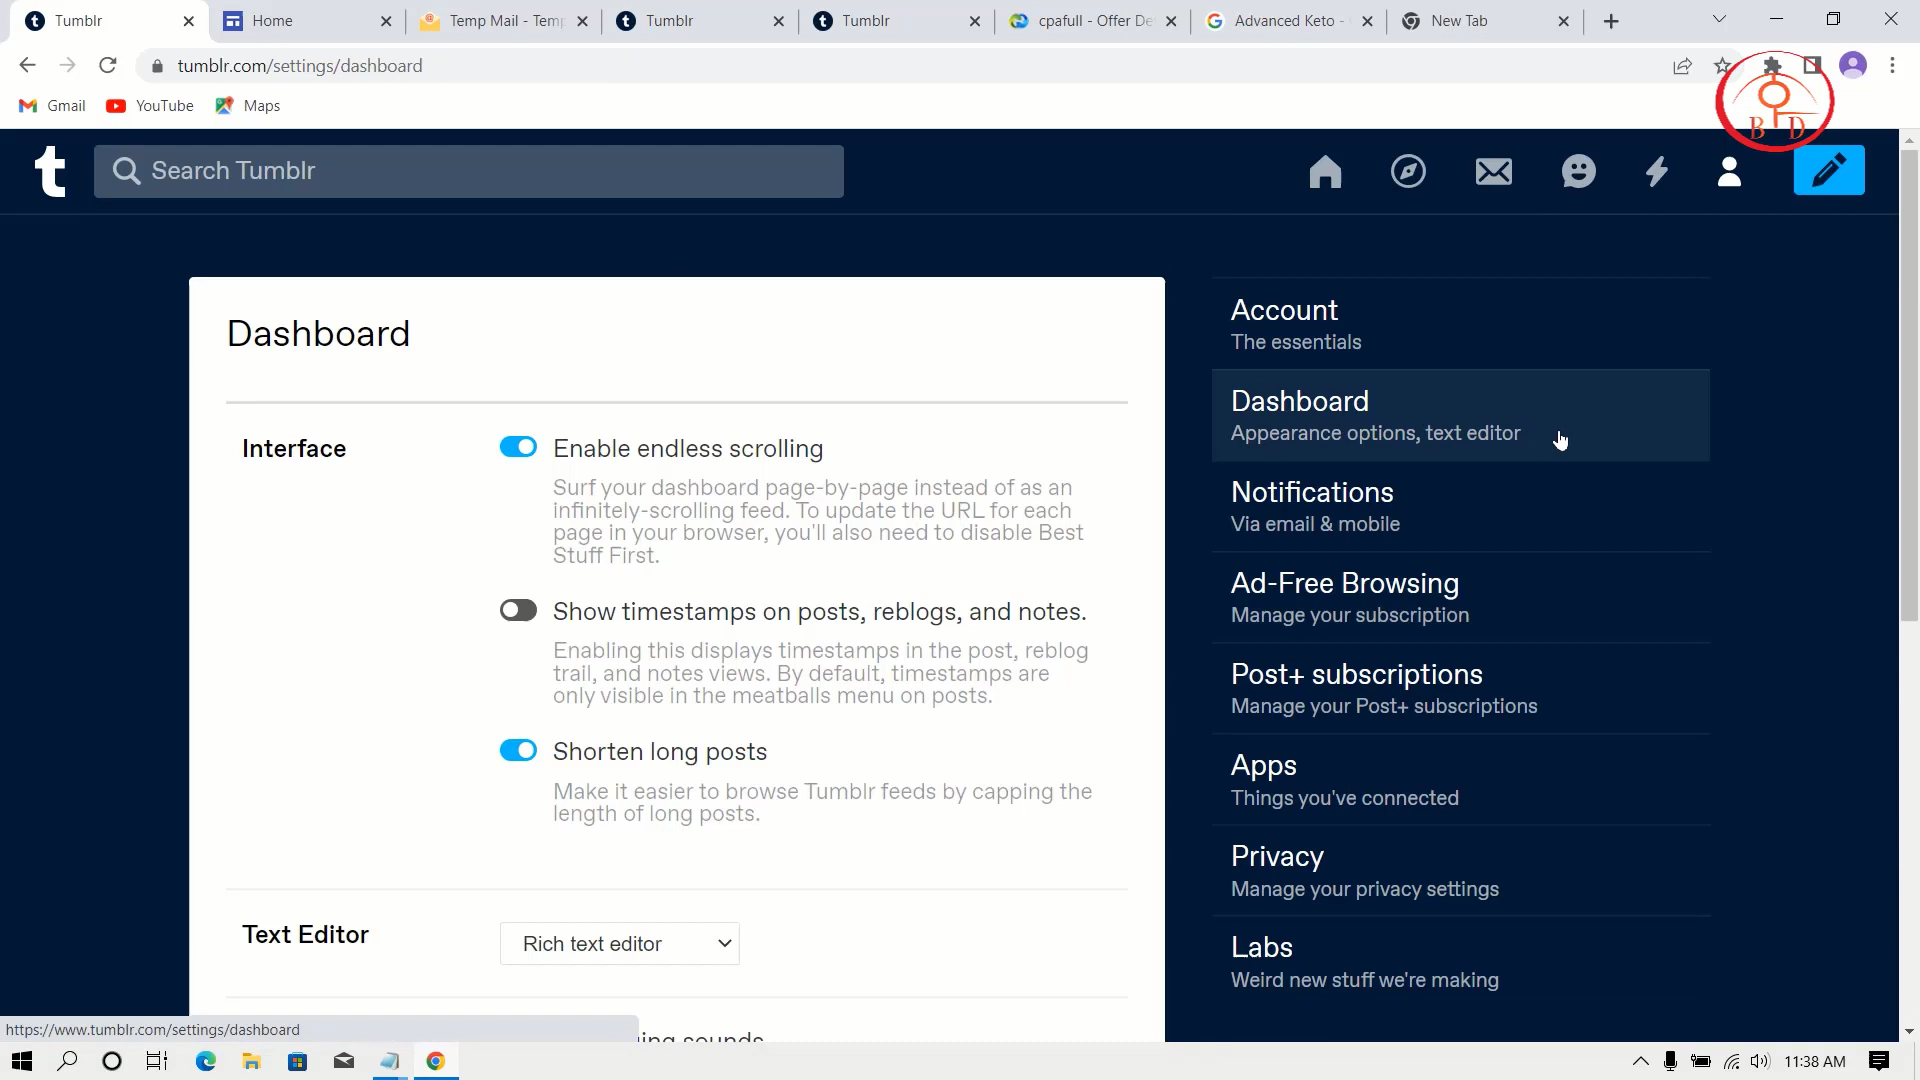 Tumblr
Home
Temp Mail - Temp
Tumblr
Tumblr
cpafull - Offer De
Advanced Keto -
New Tab
tumblr.com/settings/dashboard
Gmail
YouTube
Maps
B D
Search Tumblr
Dashboard
Interface
Enable endless scrolling
Surf your dashboard page-by-page instead of as an
infinitely-scrolling feed. To update the URL for each
page in your browser, you'll also need to disable Best
Stuff First.
Show timestamps on posts, reblogs, and notes.
Enabling this displays timestamps in the post, reblog
trail, and notes views. By default, timestamps are
only visible in the meatballs menu on posts.
Shorten long posts
Make it easier to browse Tumblr feeds by capping the
length of long posts.
Text Editor
Rich text editor
sounds
Account
The essentials
Dashboard
Appearance options, text editor
Notifications
Via email & mobile
Ad-Free Browsing
Manage your subscription
Post+ subscriptions
Manage your Post+ subscriptions
Apps
Things you've connected
Privacy
Manage your privacy settings
Labs
Weird new stuff we're making
https://www.tumblr.com/settings/dashboard
11:38 AM